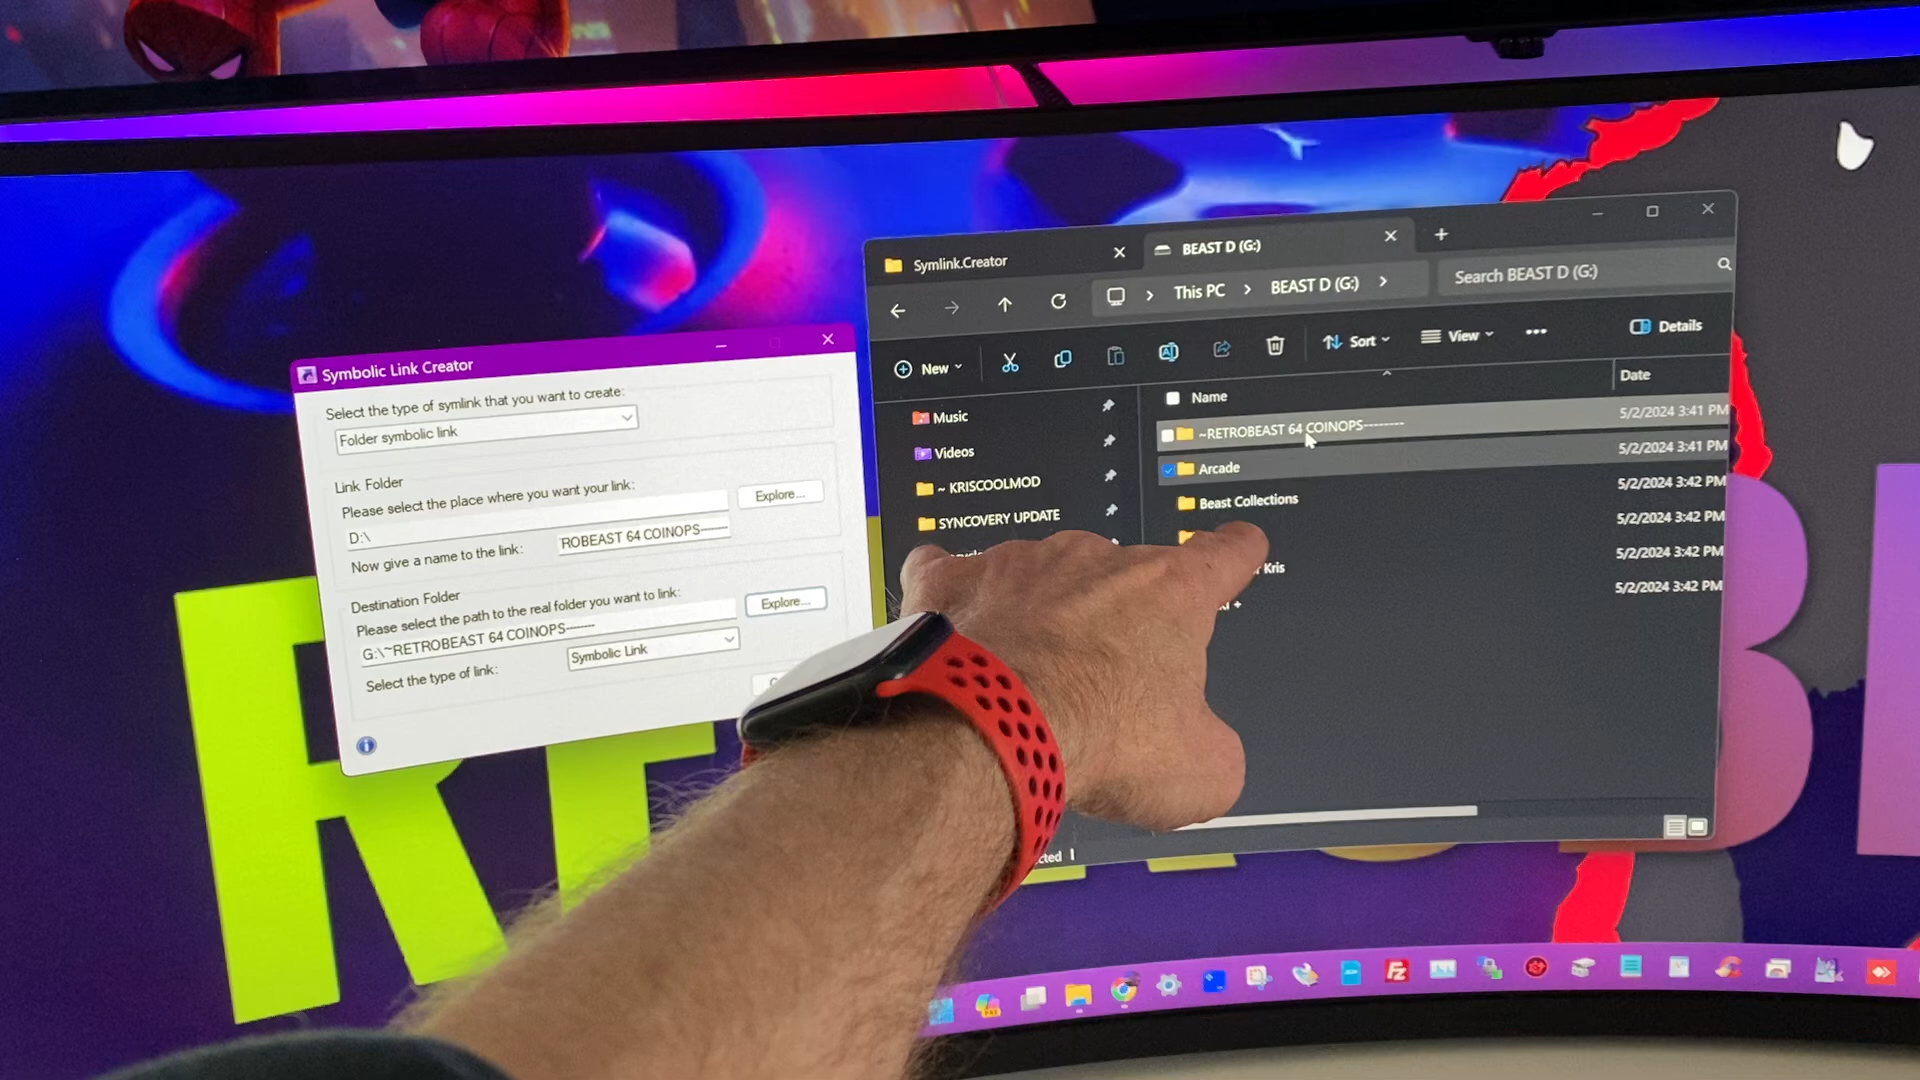 Symlink.Creator
BEAST D (G:)
This PC > BEAST D (G:) >
Search BEAST D (G:)
New
Sort
View
Details
Music
Videos
~ KRISCOOLMOD
SYNCOVERY UPDATE
Name
Date
~RETROBEAST 64 COINOPS--------
5/2/2024 3:41 PM
Arcade
5/2/2024 3:41 PM
Beast Collections
5/2/2024 3:42 PM
5/2/2024 3:42 PM
Kris
5/2/2024 3:42 PM
5/2/2024 3:42 PM
Symbolic Link Creator
Select the type of symlink that you want to create:
Folder symbolic link
Link Folder
Please select the place where you want your link:
Explore...
D:\
Now give a name to the link:
ROBEAST 64 COINOPS--------
Destination Folder
Please select the path to the real folder you want to link:
Explore...
G:\~RETROBEAST 64 COINOPS--------
Select the type of link:
Symbolic Link